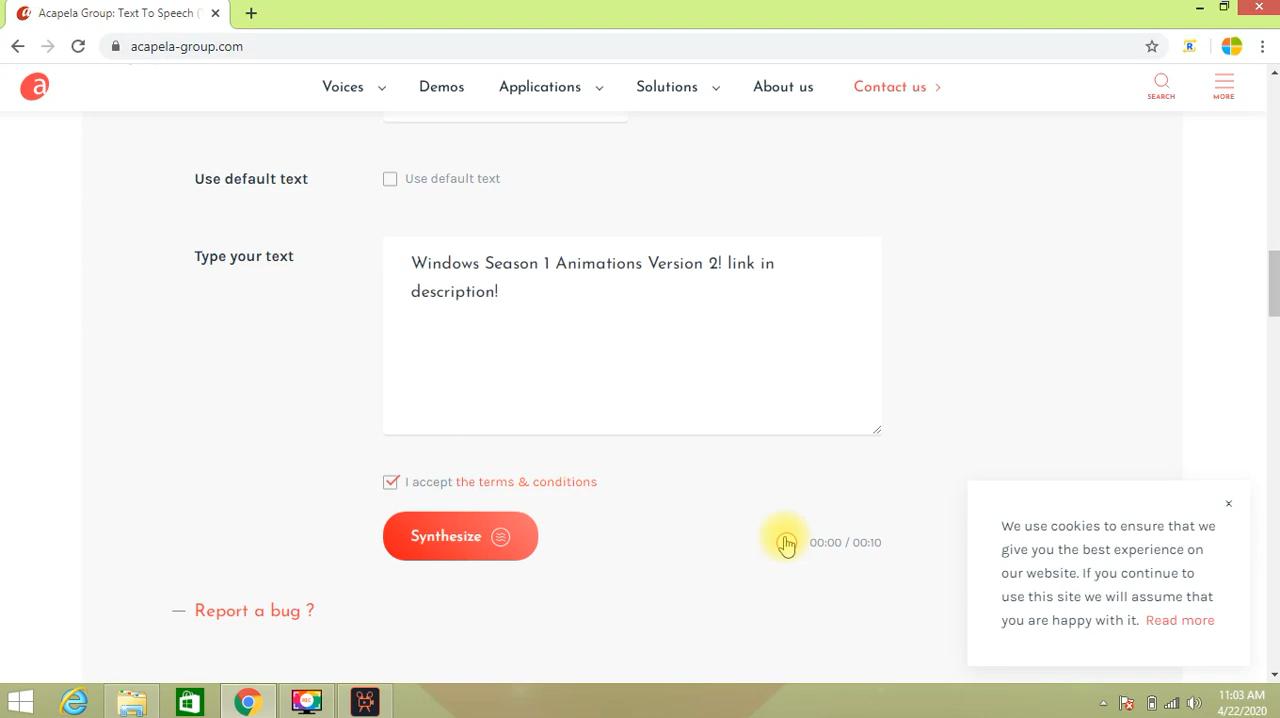 Acapela Group: Text To Speech (
acapela-group.com
Voices
Demos
Applications
Solutions
About us
Contact us
SEARCH
MORE
Use default text
Use default text
Type your text
Windows Season 1 Animations Version 2! link in
description!
I accept the terms & conditions
Synthesize
00:00 / 00:10
Report a bug ?
We use cookies to ensure that we
give you the best experience on
our website. If you continue to
use this site we will assume that
you are happy with it. Read more
11:03 AM
4/22/2020